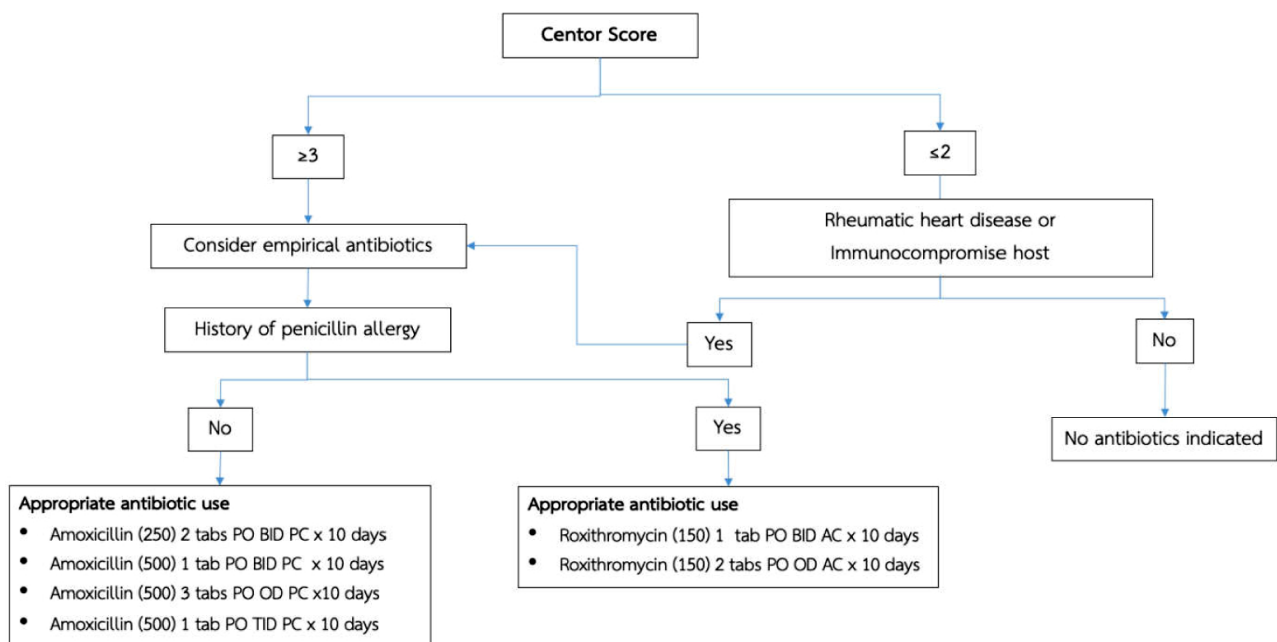 Centor Score
≥3
≤2
Consider empirical antibiotics
Rheumatic heart disease or
Immunocompromise host
History of penicillin allergy
Yes
No
No
Yes
No antibiotics indicated
Appropriate antibiotic use
• Amoxicillin (250) 2 tabs PO BID PC x 10 days
• Amoxicillin (500) 1 tab PO BID PC x 10 days
• Amoxicillin (500) 3 tabs PO OD PC x10 days
• Amoxicillin (500) 1 tab PO TID PC x 10 days
Appropriate antibiotic use
• Roxithromycin (150) 1 tab PO BID AC x 10 days
• Roxithromycin (150) 2 tabs PO OD AC x 10 days